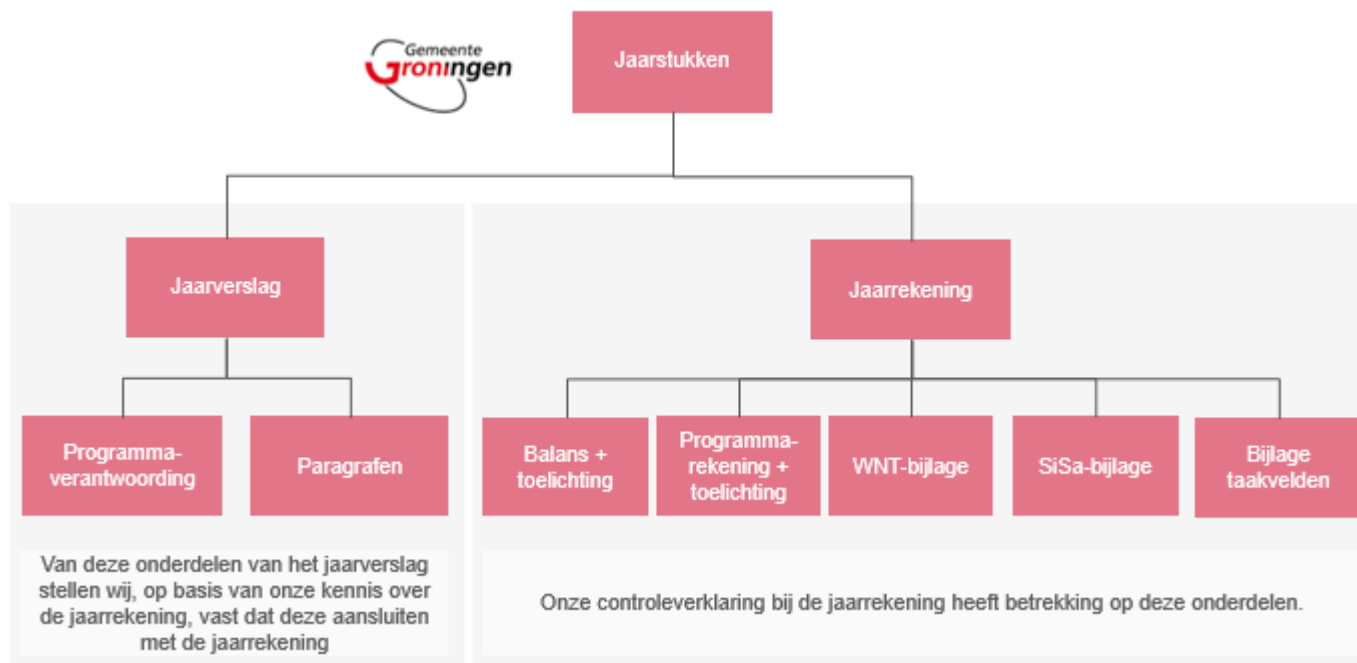 Gemeente
Groningen
Jaarstukken
Jaarverslag
Jaarrekening
Programma-
verantwoording
Paragrafen
Balans +
toelichting
Programma-
rekening +
toelichting
WNT-bijlage
SiSa-bijlage
Bijlage
taakvelden
Van deze onderdelen van het jaarverslag
stellen wij, op basis van onze kennis over
de jaarrekening, vast dat deze aansluiten
met de jaarrekening
Onze controleverklaring bij de jaarrekening heeft betrekking op deze onderdelen.